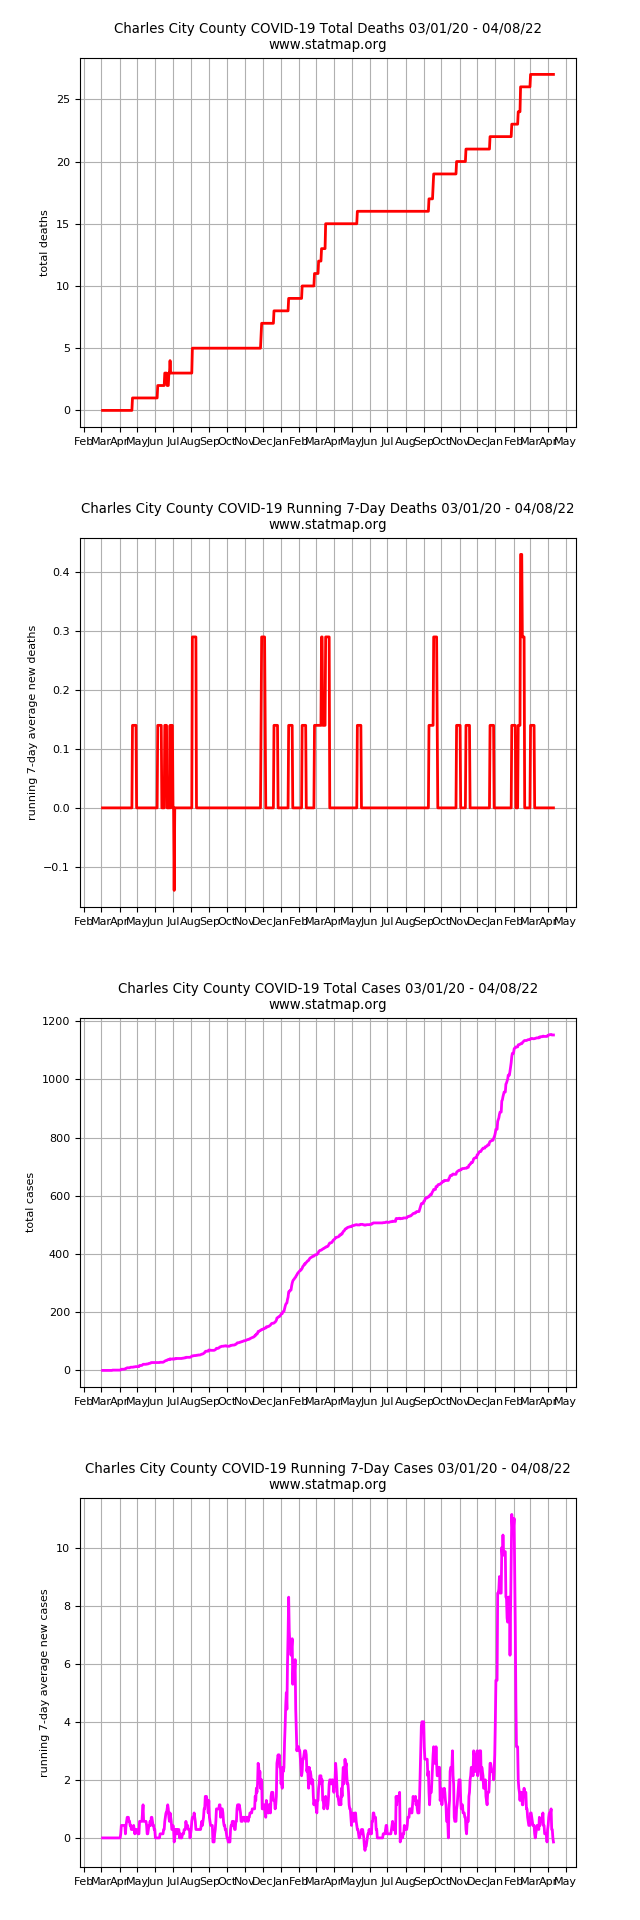 Charles City County COVID-19 Total Deaths 03/01/20 - 04/08/22
www.statmap.org
25
20
15
10
5
0
total deaths
Feb Mar Apr May Jun Jul Aug Sep Oct Nov Dec Jan Feb Mar Apr May Jun Jul Aug Sep Oct Nov Dec Jan Feb Mar Apr May
Charles City County COVID-19 Running 7-Day Deaths 03/01/20 - 04/08/22
www.statmap.org
0.4
0.3
0.2
0.1
0.0
−0.1
running 7-day average new deaths
Feb Mar Apr May Jun Jul Aug Sep Oct Nov Dec Jan Feb Mar Apr May Jun Jul Aug Sep Oct Nov Dec Jan Feb Mar Apr May
Charles City County COVID-19 Total Cases 03/01/20 - 04/08/22
www.statmap.org
1200
1000
800
600
400
200
0
total cases
Feb Mar Apr May Jun Jul Aug Sep Oct Nov Dec Jan Feb Mar Apr May Jun Jul Aug Sep Oct Nov Dec Jan Feb Mar Apr May
Charles City County COVID-19 Running 7-Day Cases 03/01/20 - 04/08/22
www.statmap.org
10
8
6
4
2
0
running 7-day average new cases
Feb Mar Apr May Jun Jul Aug Sep Oct Nov Dec Jan Feb Mar Apr May Jun Jul Aug Sep Oct Nov Dec Jan Feb Mar Apr May